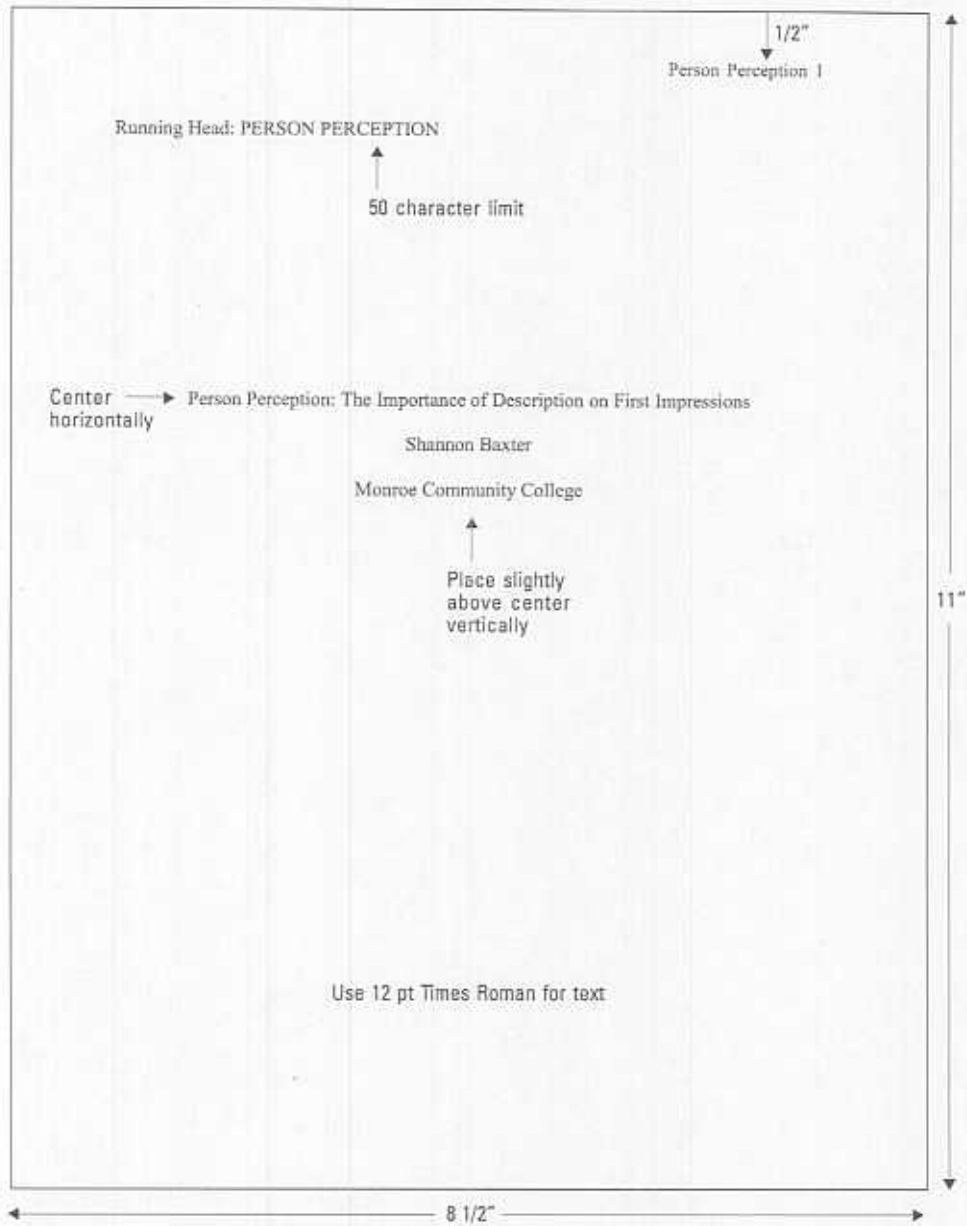 1/2"
Person Perception 1
Running Head: PERSON PERCEPTION
50 character limit
Center
horizontally
Person Perception: The Importance of Description on First Impressions
Shannon Baxter
Monroe Community College
Place slightly
above center
vertically
11"
Use 12 pt Times Roman for text
8 1/2"